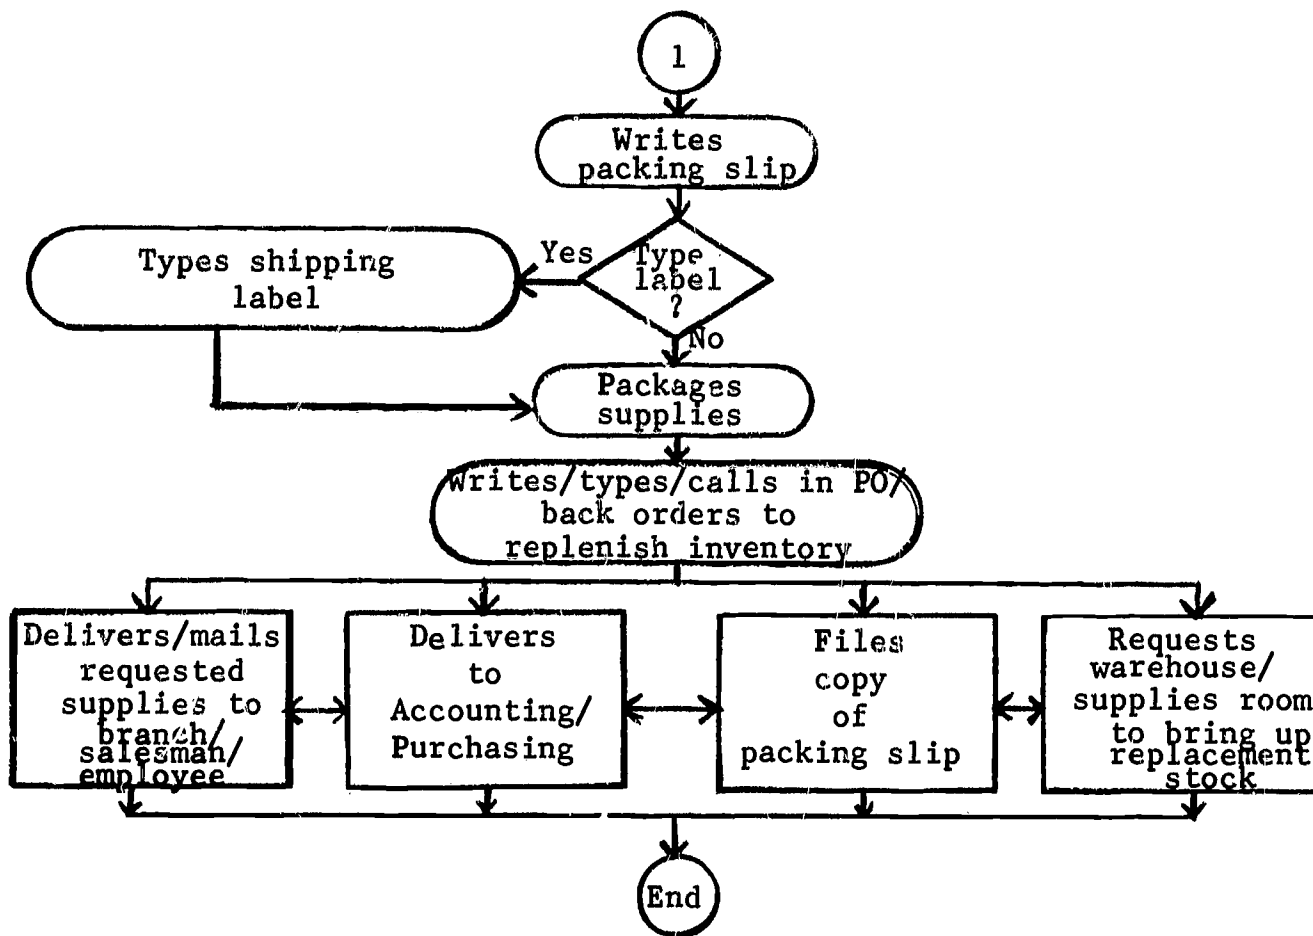 1
Writes
packing slip
Yes
Type
label
?
Types shipping
label
No
Packages
supplies
Writes/types/calls in PO/
back orders to
replenish inventory
Delivers/mails
requested
supplies to
branch/
salesman/
employee
Delivers
to
Accounting/
Purchasing
Files
copy
of
packing slip
Requests
warehouse/
supplies room
to bring up
replacement
stock
End